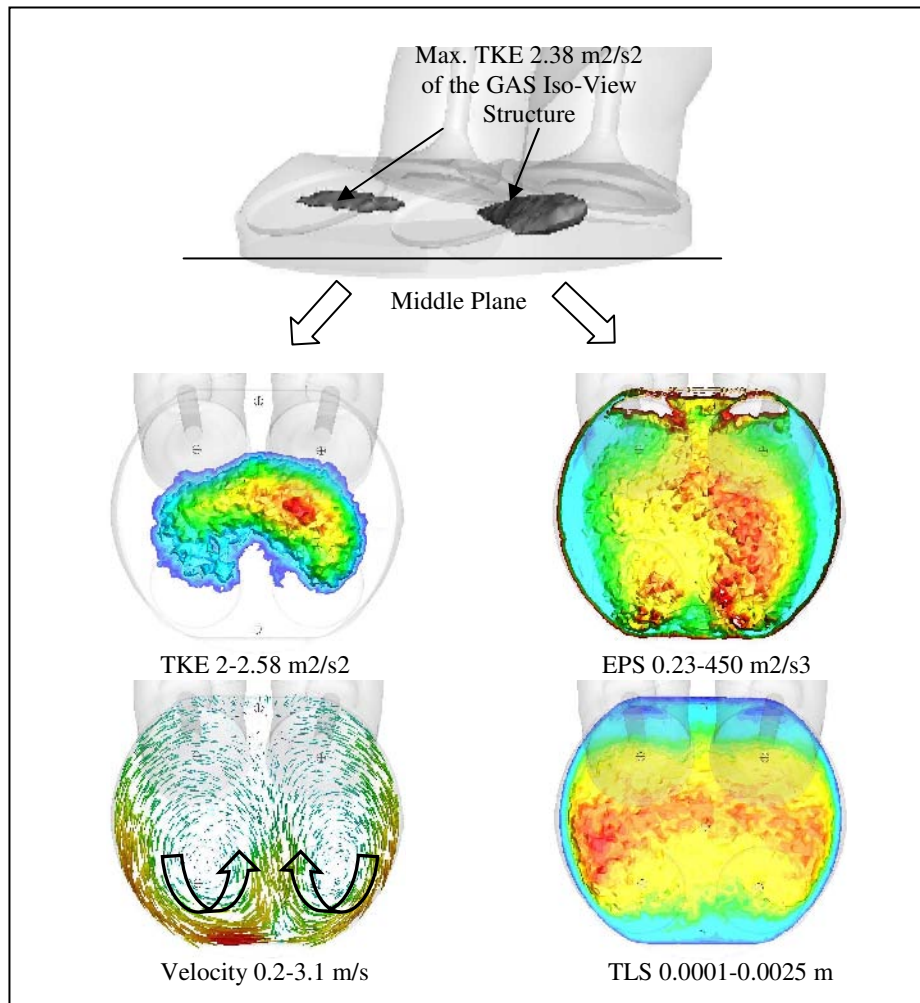 Max. TKE 2.38 m2/s2
of the GAS Iso-View
Structure
Middle Plane
TKE 2-2.58 m2/s2
EPS 0.23-450 m2/s3
Velocity 0.2-3.1 m/s
TLS 0.0001-0.0025 m